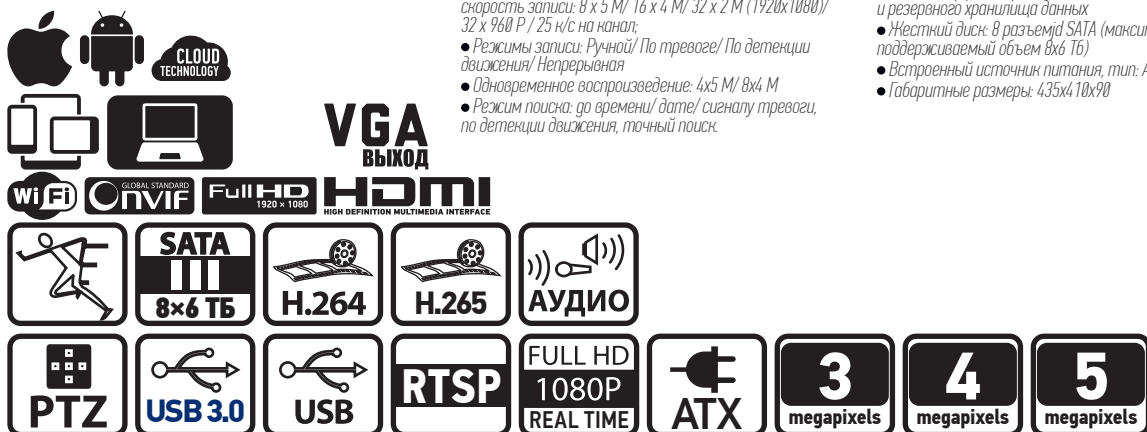 скорость записи: 8 x 5 М/ 16 x 4 М/ 32 x 2 М (1920x1080)/
32 x 960 P / 25 к/с на канал;
● Режимы записи: Ручной/ По тревоге/ По детекции
движения/ Непрерывная
● Одновременное воспроизведение: 4x5 М/ 8x4 М
● Режим поиска: до времени/ дате/ сигналу тревоги,
по детекции движения, точный поиск.
и резервного хранилища данных
● Жесткий диск: 8 разъемjd SATA
поддерживаемый объем 8x6 Тб)
● Встроенный источник питания, тип:
● Габаритные размеры: 435x410x90
CLOUD
TECHNOLOGY
VGA
ВЫХОД
Wi Fi
GLOBAL STANDARD
ONVIF
Full HD
1920 × 1080
HDMI
HIGH DEFINITION MULTIMEDIA INTERFACE
SATA
8×6 ТБ
H.264
H.265
АУДИО
PTZ
USB 3.0
USB
RTSP
FULL HD
1080P
REAL TIME
ATX
3
megapixels
4
megapixels
5
megapixels